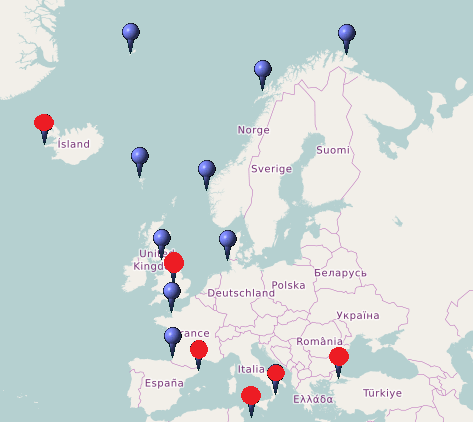 Norge
Suomi
Ísland
Sverige
United
Kingdom
Беларусь
Deutschland
Polska
Україна
France
România
Italia
España
Türkiye
Ελλάδα